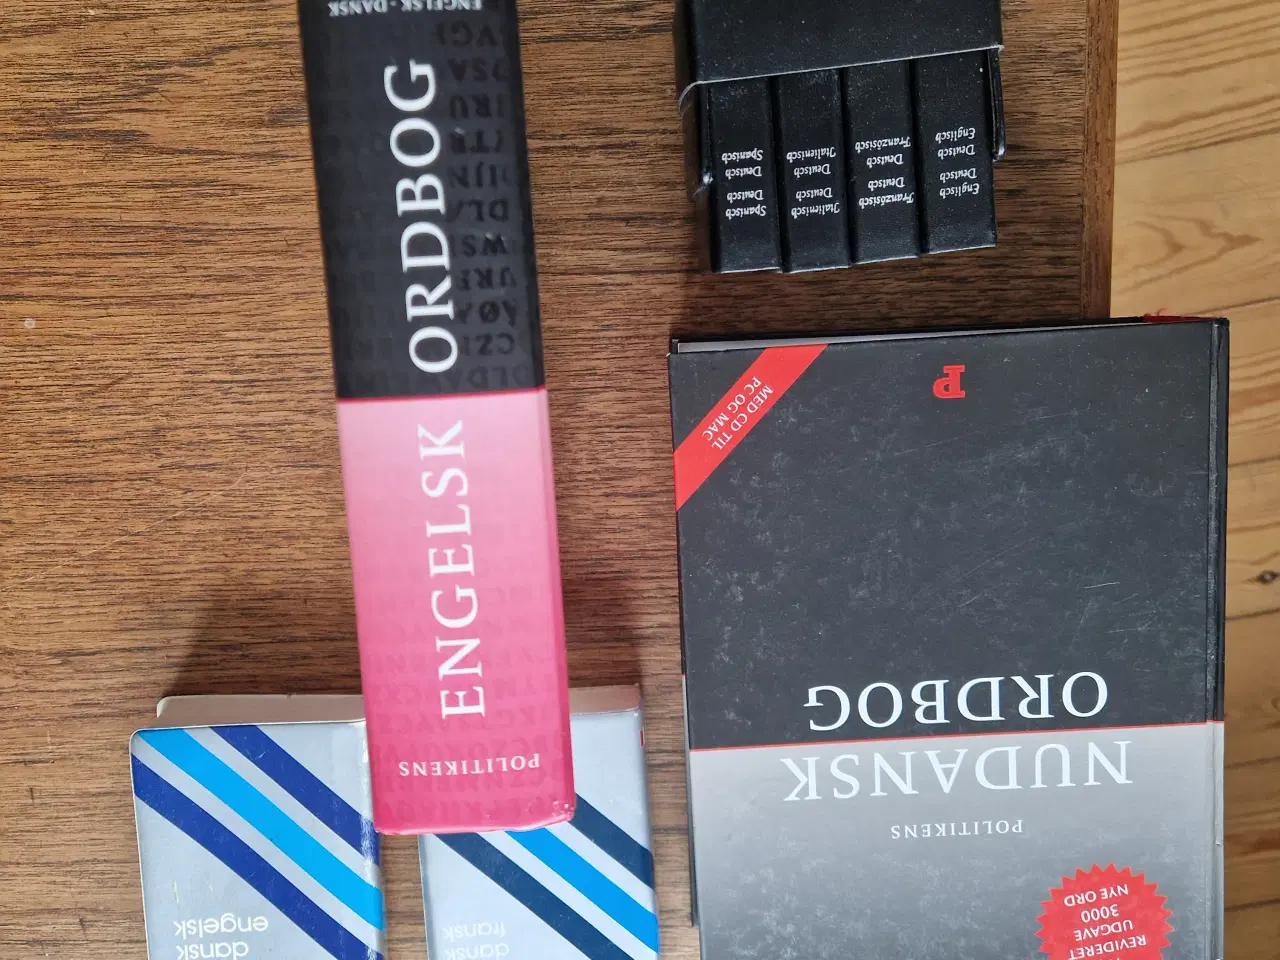 ENGELSK - DANSK
ENGELSK ORDBOG
POLITIKENS
Spanisch
Deutsch
Deutsch
Spanisch
Italienisch
Deutsch
Deutsch
Italienisch
Französisch
Deutsch
Deutsch
Französisch
Englisch
Deutsch
Deutsch
Englisch
REVIDERET
UDGAVE
3000
NYE ORD
POLITIKENS
NUDANSK
ORDBOG
MED CD TIL
PC OG MAC
P
dansk
engelsk
dansk
fransk